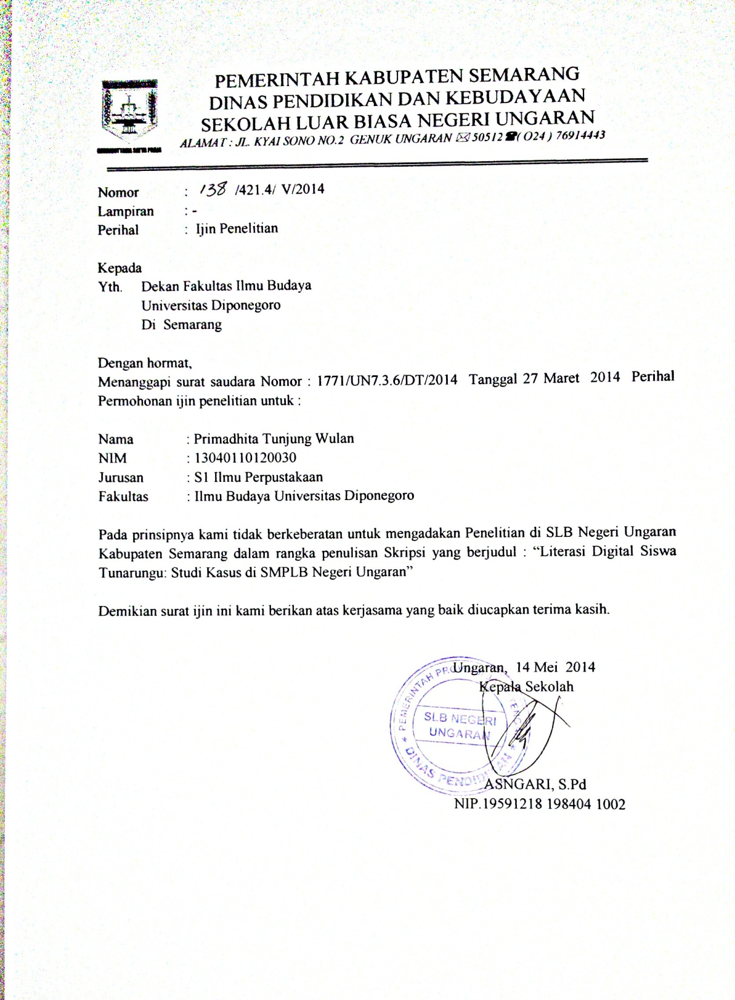 PEMERINTAH KABUPATEN SEMARANG
DINAS PENDIDIKAN DAN KEBUDAYAAN
SEKOLAH LUAR BIASA NEGERI UNGARAN
ALAMAT : JL. KYAI SONO NO.2 GENUK UNGARAN ✉ 50512 ☎ ( O24 ) 76914443
Nomor : 138 /421.4/ V/2014
Lampiran : -
Perihal : Ijin Penelitian
Kepada
Yth. Dekan Fakultas Ilmu Budaya
Universitas Diponegoro
Di Semarang
Dengan hormat,
Menanggapi surat saudara Nomor : 1771/UN7.3.6/DT/2014 Tanggal 27 Maret 2014 Perihal
Permohonan ijin penelitian untuk :
Nama : Primadhita Tunjung Wulan
NIM : 13040110120030
Jurusan : S1 Ilmu Perpustakaan
Fakultas : Ilmu Budaya Universitas Diponegoro
Pada prinsipnya kami tidak berkeberatan untuk mengadakan Penelitian di SLB Negeri Ungaran
Kabupaten Semarang dalam rangka penulisan Skripsi yang berjudul : “Literasi Digital Siswa
Tunarungu: Studi Kasus di SMPLB Negeri Ungaran”
Demikian surat ijin ini kami berikan atas kerjasama yang baik diucapkan terima kasih.
Ungaran, 14 Mei 2014
Kepala Sekolah
PEMERINTAH
SLB NEGERI
UNGARAN
DINAS PENDIDIKAN
ASNGARI, S.Pd
NIP.19591218 198404 1002